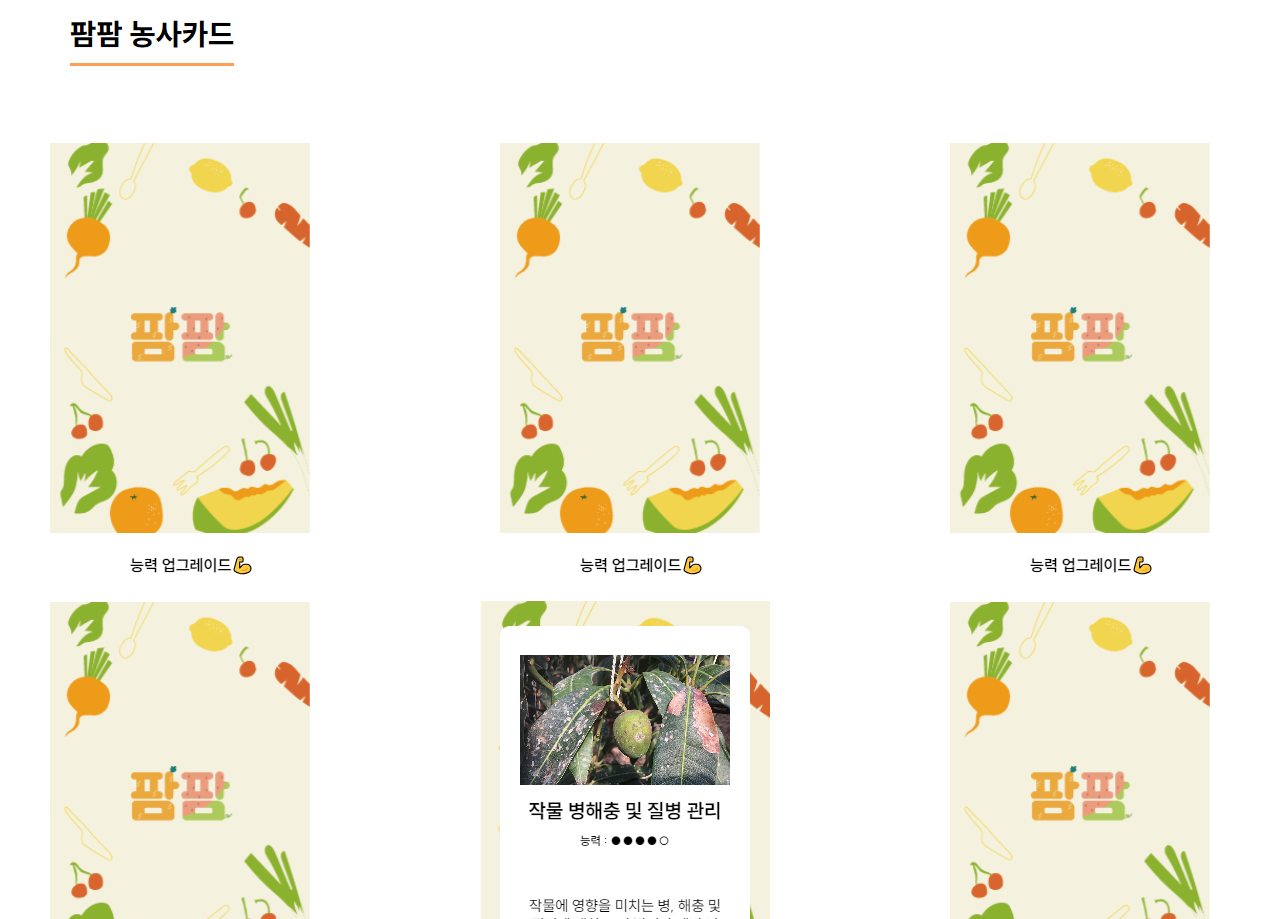 팜팜 농사카드
팜팜
팜팜
팜팜
능력 업그레이드💪
능력 업그레이드💪
능력 업그레이드💪
팜팜
작물 병해충 및 질병 관리
능력 : ●●●●○
작물에 영향을 미치는 병, 해충 및
팜팜